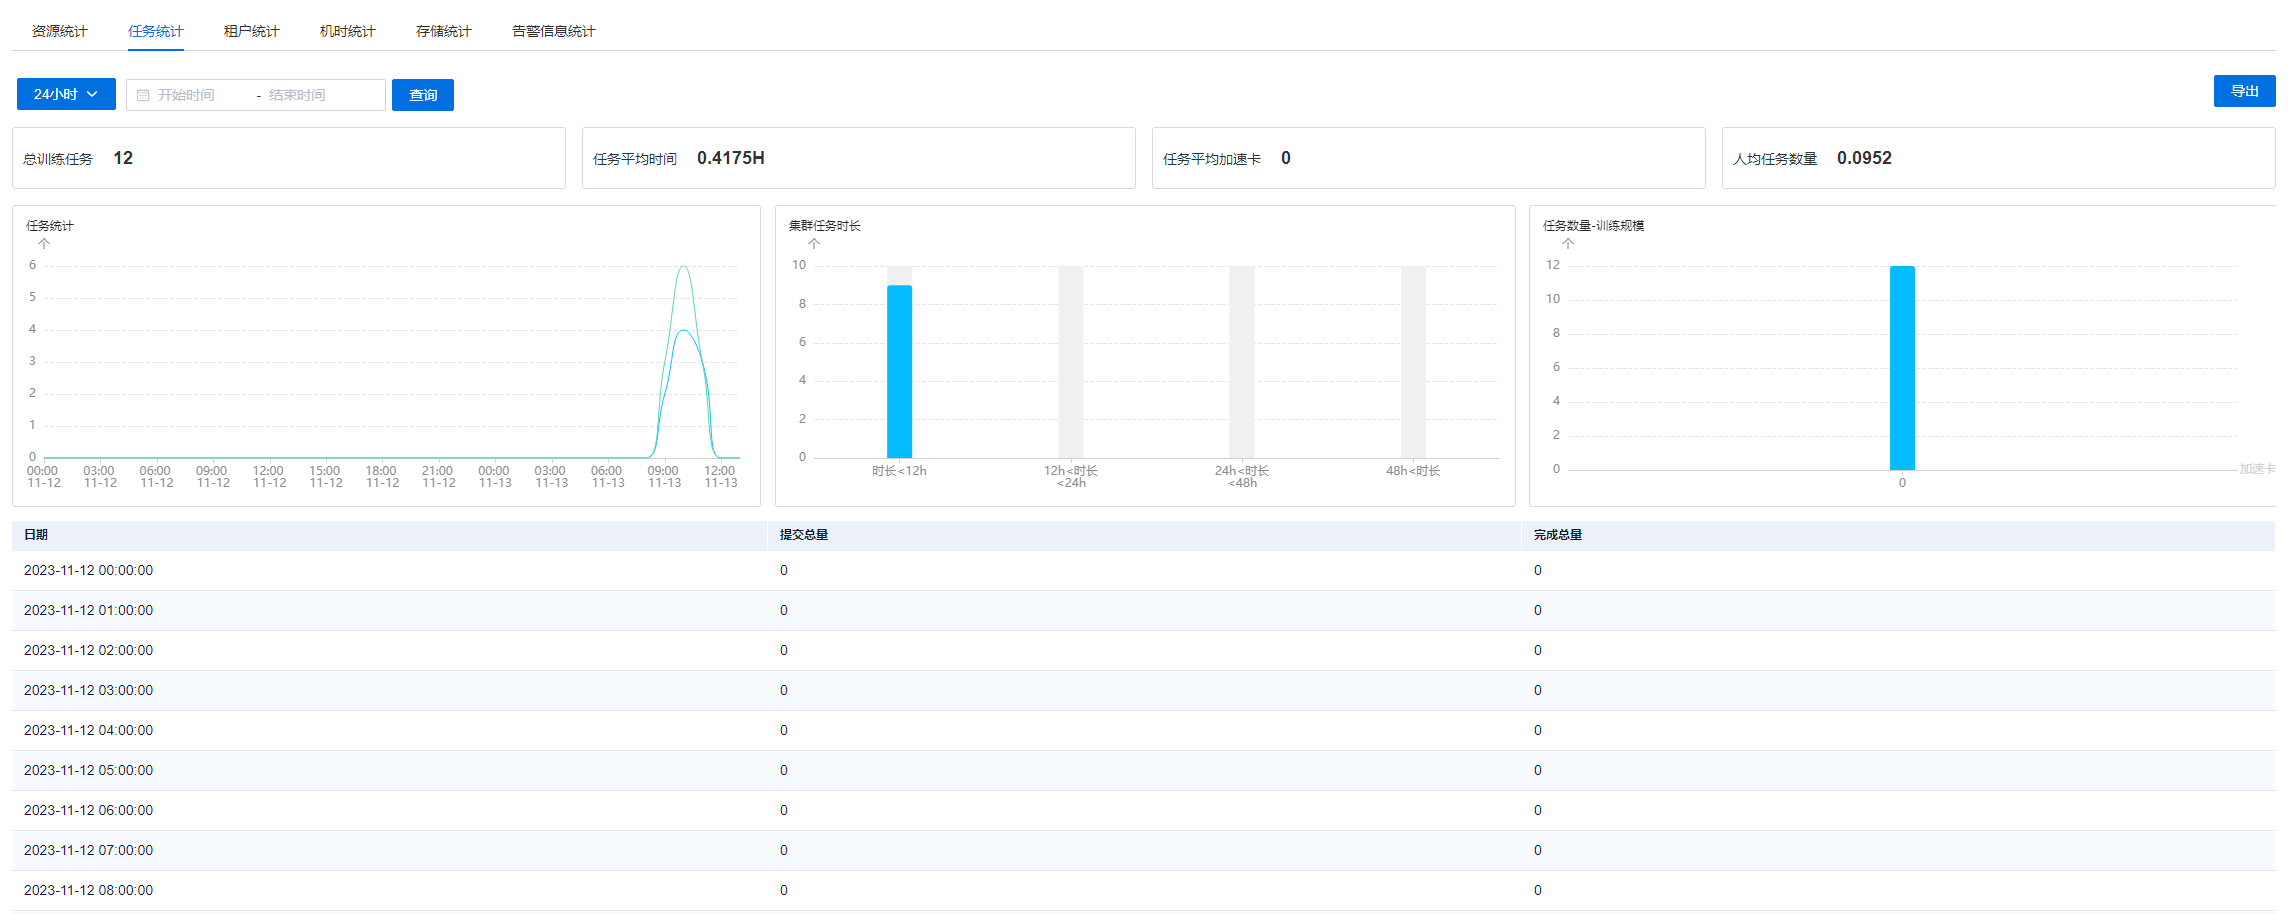 资源统计 任务统计 租户统计 机时统计 存储统计 告警信息统计
24小时 开始时间 - 结束时间 查询 导出
总训练任务 12 任务平均时间 0.4175H 任务平均加速卡 0 人均任务数量 0.0952
任务统计
个
6
5
4
3
2
1
0
00:00 03:00 06:00 09:00 12:00 15:00 18:00 21:00 00:00 03:00 06:00 09:00 12:00
11-12 11-12 11-12 11-12 11-12 11-12 11-12 11-12 11-13 11-13 11-13 11-13 11-13
集群任务时长
个
10
8
6
4
2
0
时长<12h 12h<时长 24h<时长 48h<时长
<24h <48h
任务数量-训练规模
个
12
10
8
6
4
2
0 加速卡
0
日期 提交总量 完成总量
2023-11-12 00:00:00 0 0
2023-11-12 01:00:00 0 0
2023-11-12 02:00:00 0 0
2023-11-12 03:00:00 0 0
2023-11-12 04:00:00 0 0
2023-11-12 05:00:00 0 0
2023-11-12 06:00:00 0 0
2023-11-12 07:00:00 0 0
2023-11-12 08:00:00 0 0